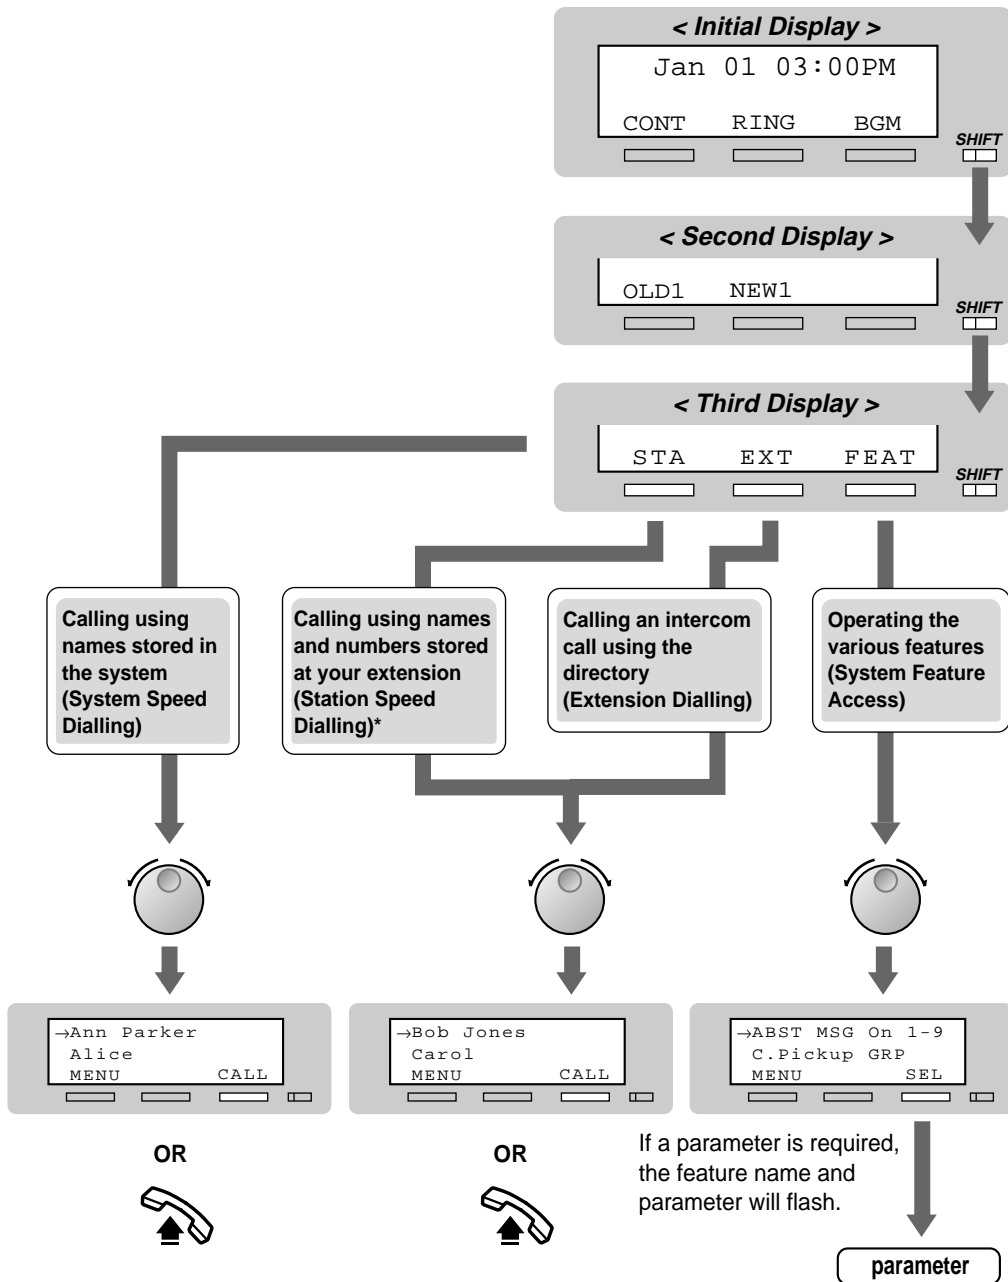 < Initial Display >
Jan 01 03:00PM
CONT RING BGM
SHIFT
< Second Display >
OLD1 NEW1
SHIFT
< Third Display >
STA EXT FEAT
SHIFT
Calling using
names stored in
the system
(System Speed
Dialling)
Calling using names
and numbers stored
at your extension
(Station Speed
Dialling)*
Calling an intercom
call using the
directory
(Extension Dialling)
Operating the
various features
(System Feature
Access)
→Ann Parker
Alice
MENU CALL
→Bob Jones
Carol
MENU CALL
→ABST MSG On 1-9
C.Pickup GRP
MENU SEL
OR
OR
If a parameter is required,
the feature name and
parameter will flash.
parameter